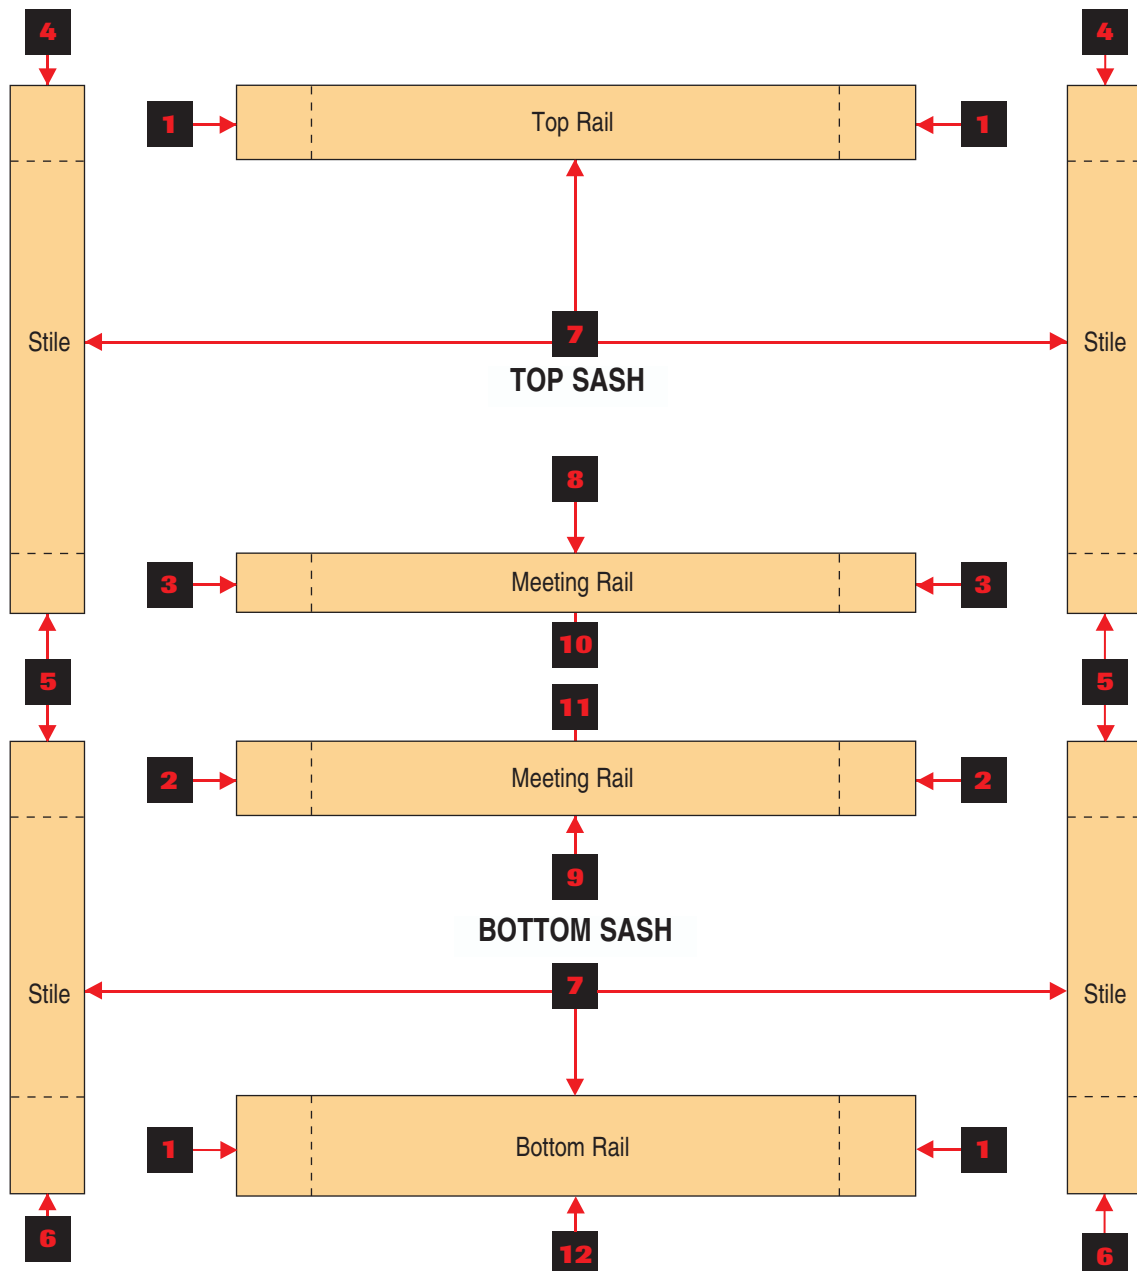 4 4
1 Top Rail 1
Stile 7 Stile
TOP SASH
8
3 Meeting Rail 3
10
5 5
11
2 Meeting Rail 2
9
BOTTOM SASH
Stile 7 Stile
1 Bottom Rail 1
6 12 6